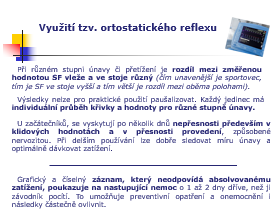 Využití tzv. ortostatického reflexu
Při různém stupni únavy či přetížení je rozdíl mezi změřenou
hodnotou SF vleže a ve stoje různý (čím unavenější je sportovec,
tím je SF ve stoje vyšší a tím větší je rozdíl mezi oběma polohami).
Výsledky nelze pro praktické použití paušalizovat. Každý jedinec má
individuální průběh křivky a hodnoty pro různé stupně únavy.
U začátečníků, se vyskytují po několik dnů nepřesnosti především v
klidových hodnotách a v přesnosti provedení, způsobené
nervozitou. Při delším používání lze dobře sledovat míru únavy a
optimálně dávkovat zatížení.
Grafický a číselný záznam, který neodpovídá absolvovanému
zatížení, poukazuje na nastupující nemoc o 1 až 2 dny dříve, než ji
závodník pocítí. To umožňuje preventivní opatření a onemocnění i
následky částečně ovlivnit.